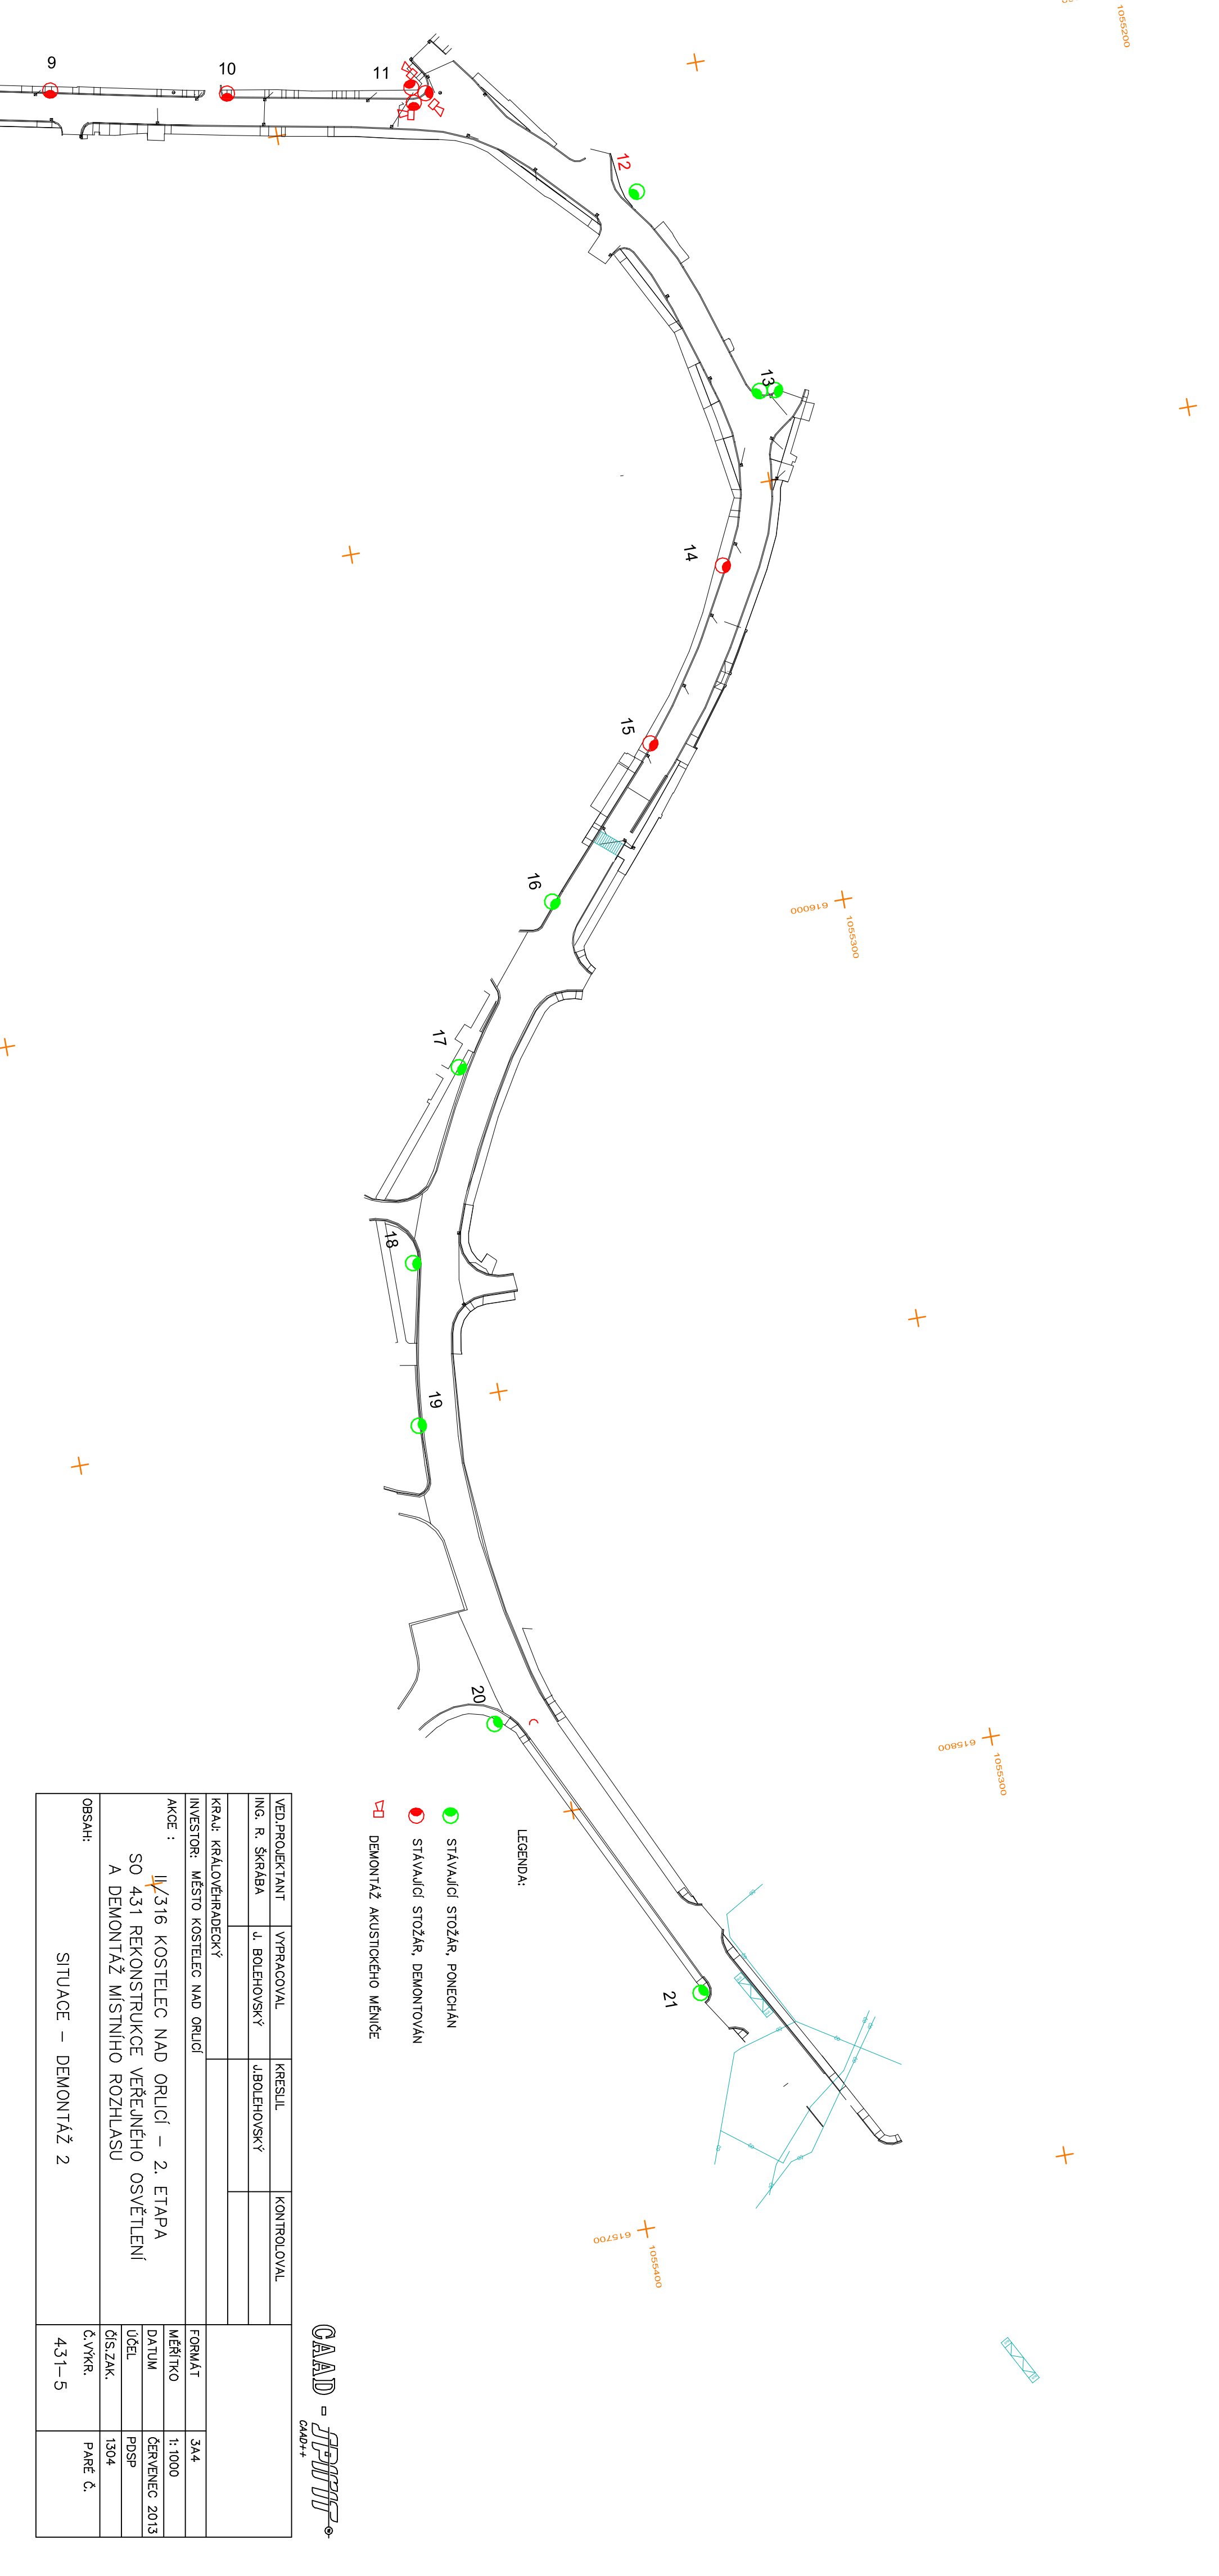 9
10
11
12
13
14
15
16
17
18
19
20
21
1055200
616000
1055300
615800
1055300
615700
1055400
LEGENDA:
STÁVAJÍCÍ STOŽÁR, PONECHÁN
STÁVAJÍCÍ STOŽÁR, DEMONTOVÁN
DEMONTÁŽ AKUSTICKÉHO MĚNIČE
CAAD - SPIRIT
CAAD++
VED.PROJEKTANT VYPRACOVAL KRESLIL KONTROLOVAL
ING. R. ŠKRÁBA J. BOLEHOVSKÝ J.BOLEHOVSKÝ
KRAJ: KRÁLOVÉHRADECKÝ
INVESTOR: MĚSTO KOSTELEC NAD ORLICÍ
AKCE :
II/316 KOSTELEC NAD ORLICÍ - 2. ETAPA
SO 431 REKONSTRUKCE VEŘEJNÉHO OSVĚTLENÍ
A DEMONTÁŽ MÍSTNÍHO ROZHLASU
FORMÁT 3A4
MĚŘÍTKO 1:1000
DATUM ČERVENEC 2013
ÚČEL PDSP
ČÍS.ZAK. 1304
OBSAH:
SITUACE - DEMONTÁŽ 2
Č.VÝKR. PARÉ Č.
431-5